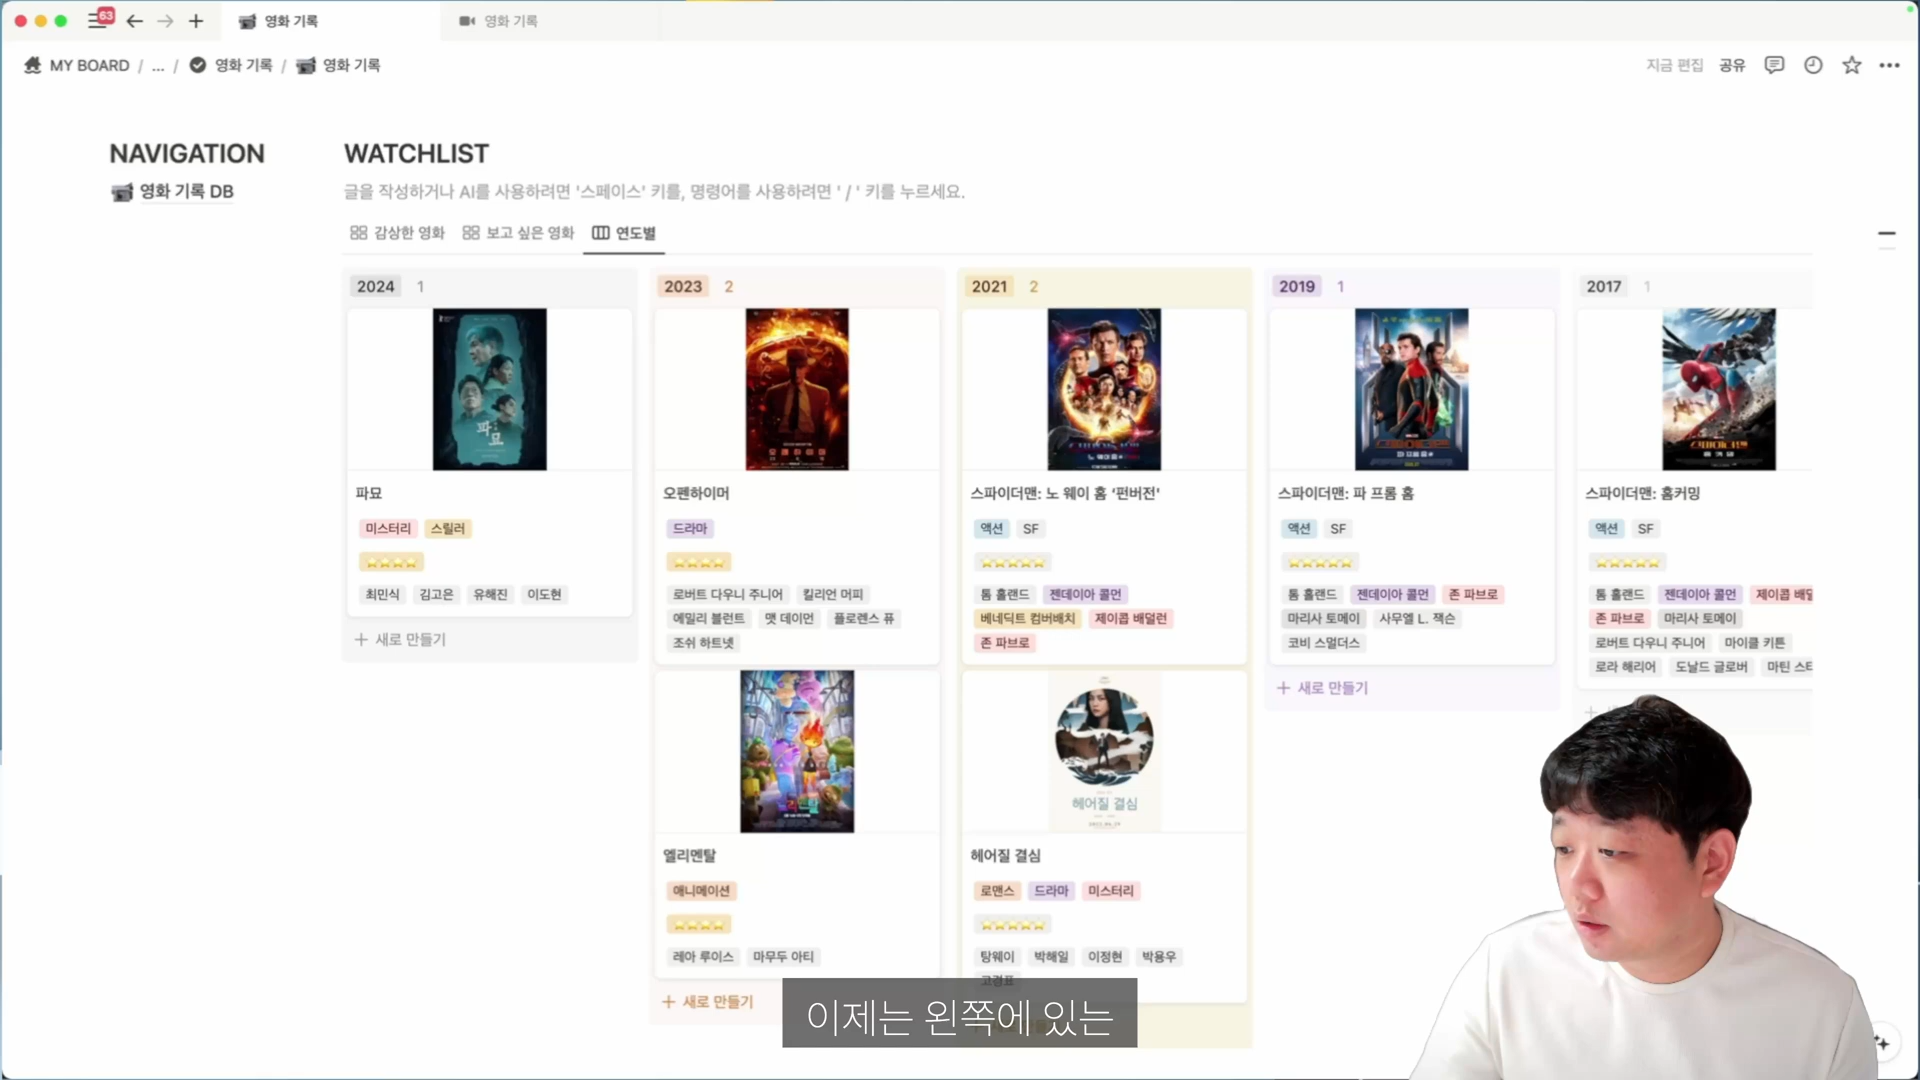 63
영화 기록
영화 기록
MY BOARD / ... / 영화 기록 / 영화 기록
지금 편집 공유
NAVIGATION
영화 기록 DB
WATCHLIST
글을 작성하거나 AI를 사용하려면 '스페이스' 키를, 명령어를 사용하려면 ' / ' 키를 누르세요.
감상한 영화 보고 싶은 영화 연도별
2024 1
파묘
파묘
미스터리 스릴러
최민식 김고은 유해진 이도현
+ 새로 만들기
2023 2
오펜하이머
드라마
로버트 다우니 주니어 킬리언 머피
에밀리 블런트 맷 데이먼 플로렌스 퓨
조쉬 하트넷
엘리멘탈
애니메이션
레아 루이스 마무두 아티
+ 새로 만들기
2021 2
노 웨이 홈
스파이더맨: 노 웨이 홈 '펀버전'
액션 SF
톰 홀랜드 젠데이아 콜먼
베네딕트 컴버배치 제이콥 배덜런
존 파브로
헤어질 결심
헤어질 결심
로맨스 드라마 미스터리
탕웨이 박해일 이정현 박용우
고경표
2019 1
스파이더맨: 파 프롬 홈
액션 SF
톰 홀랜드 젠데이아 콜먼 존 파브로
마리사 토메이 사무엘 L. 잭슨
코비 스멀더스
+ 새로 만들기
2017 1
스파이더맨: 홈커밍
액션 SF
톰 홀랜드 젠데이아 콜먼 제이콥 배덜
존 파브로 마리사 토메이
로버트 다우니 주니어 마이클 키튼
로라 해리어 도날드 글로버 마틴 스타
이제는 왼쪽에 있는